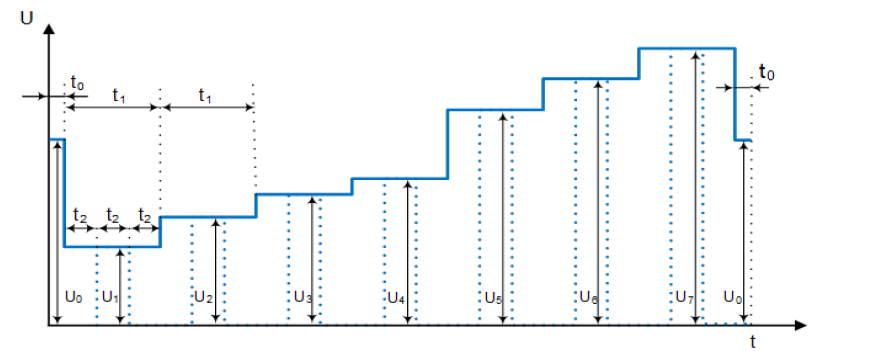 U
t₀
t₁ t₁
t₀
t₂ t₂ t₂
U₀ U₁ U₂ U₃ U₄ U₅ U₆ U₇ U₀
t